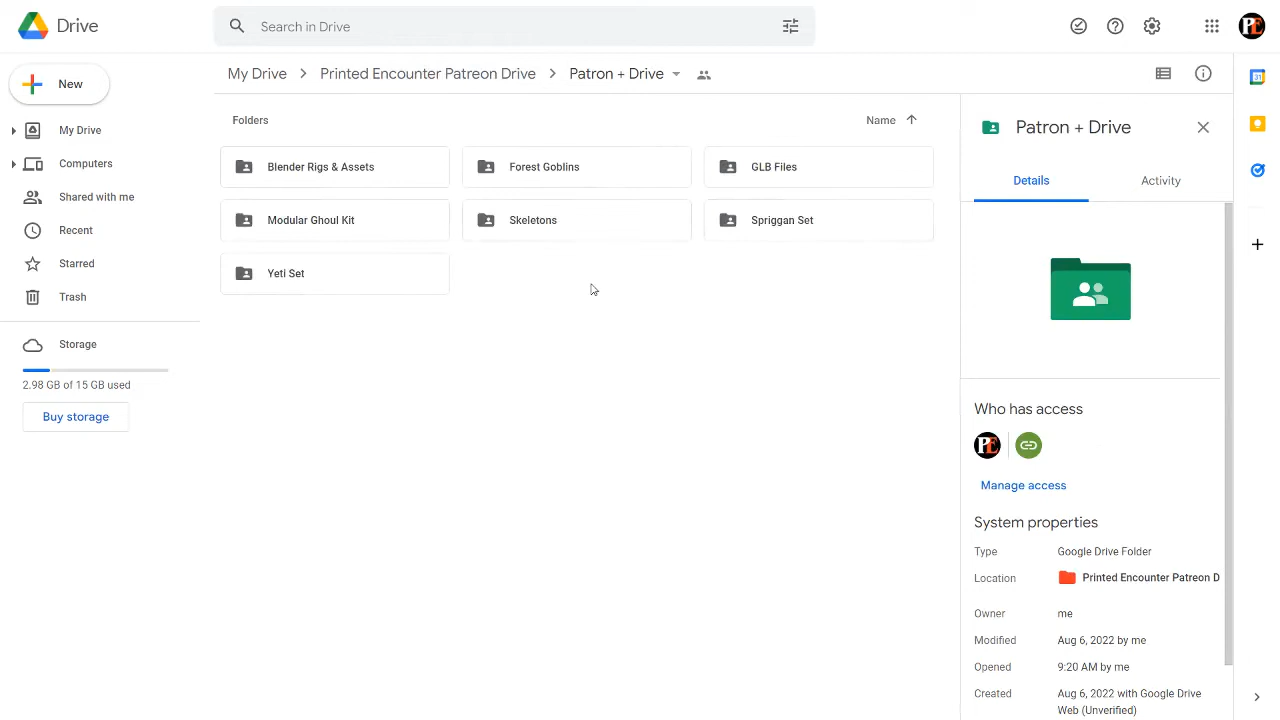 Drive
Search in Drive
PE
New
My Drive
Computers
Shared with me
Recent
Starred
Trash
Storage
2.98 GB of 15 GB used
Buy storage
My Drive > Printed Encounter Patreon Drive > Patron + Drive
Folders
Name
Blender Rigs & Assets
Forest Goblins
GLB Files
Modular Ghoul Kit
Skeletons
Spriggan Set
Yeti Set
Patron + Drive
Details
Activity
Who has access
PE
Manage access
System properties
Type Google Drive Folder
Location Printed Encounter Patreon D
Owner me
Modified Aug 6, 2022 by me
Opened 9:20 AM by me
Created Aug 6, 2022 with Google Drive
Web (Unverified)
31